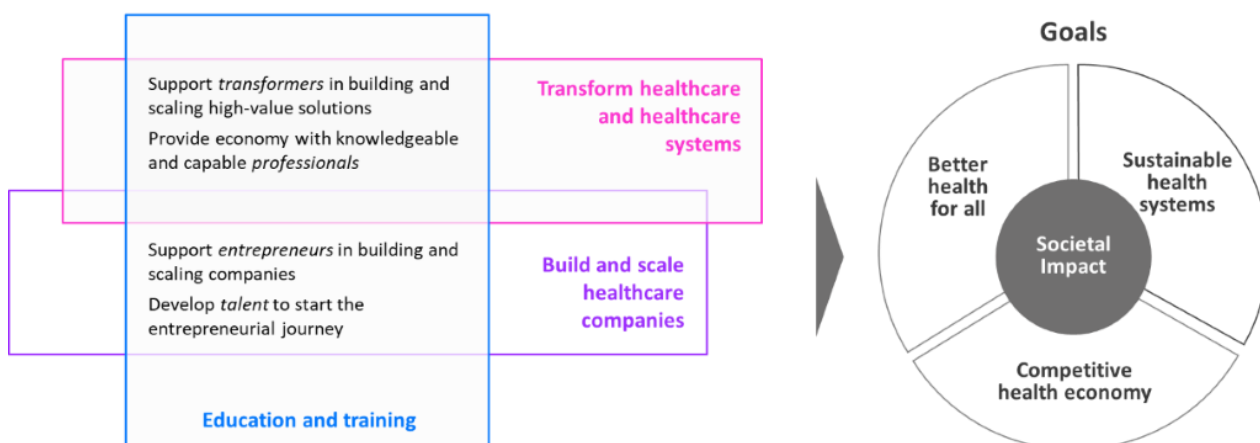 Support transformers in building and
scaling high-value solutions
Provide economy with knowledgeable
and capable professionals
Transform healthcare
and healthcare
systems
Support entrepreneurs in building and
scaling companies
Develop talent to start the
entrepreneurial journey
Build and scale
healthcare
companies
Education and training
Goals
Better
health
for all
Sustainable
health
systems
Societal
Impact
Competitive
health economy